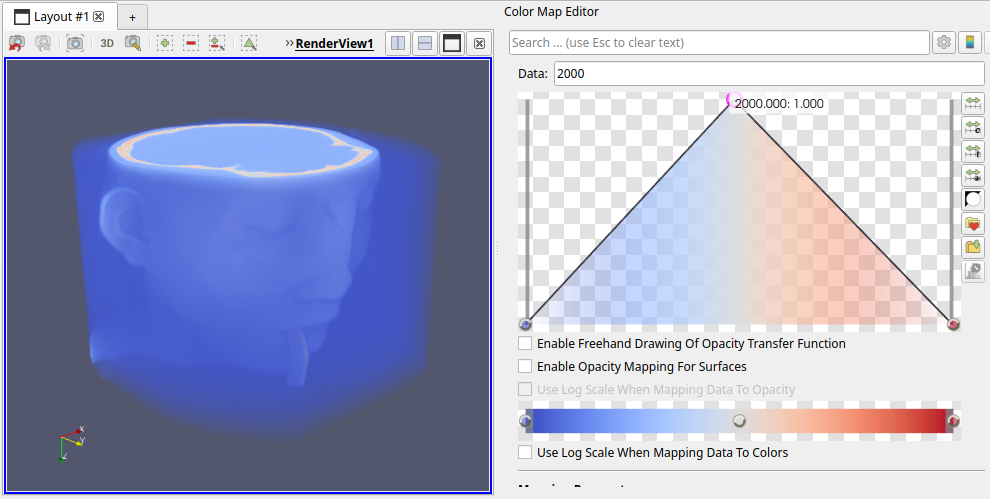 Layout #1
+
Color Map Editor
3D
»RenderView1
Search ... (use Esc to clear text)
Data: 2000
2000.000: 1.000
Enable Freehand Drawing Of Opacity Transfer Function
Enable Opacity Mapping For Surfaces
Use Log Scale When Mapping Data To Opacity
Use Log Scale When Mapping Data To Colors
X
Y
Z